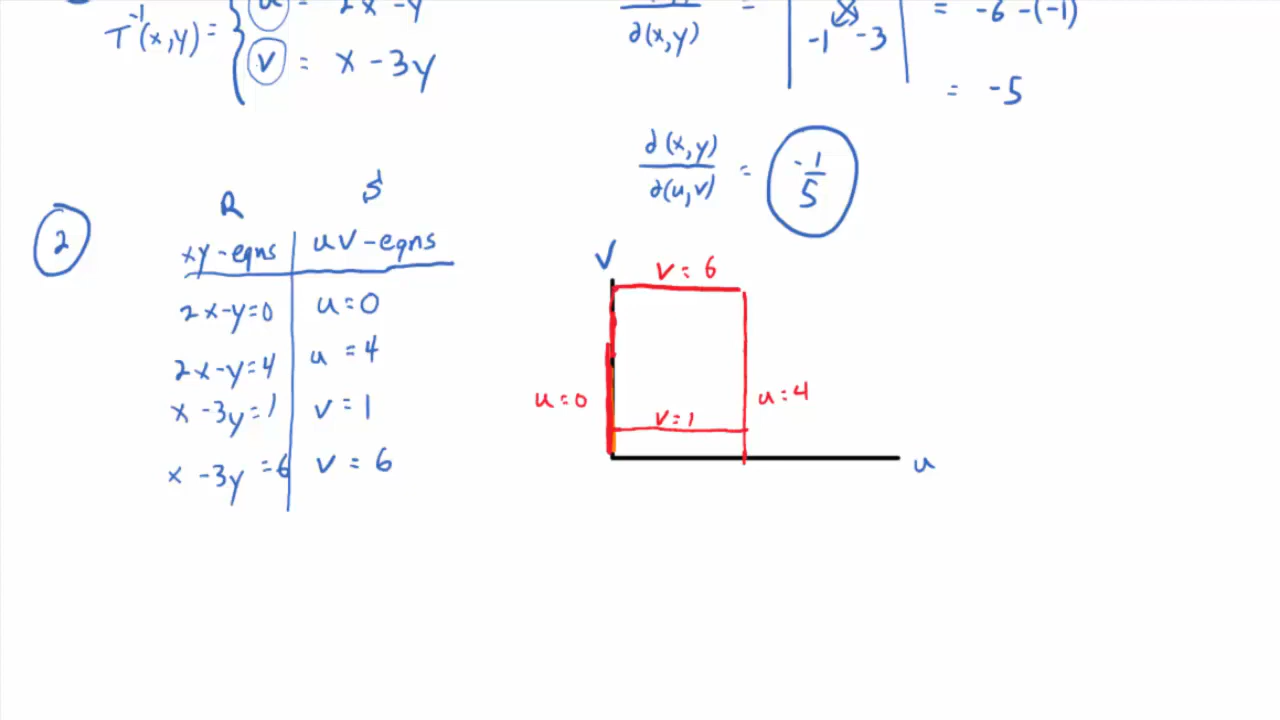 T⁻¹(x,y) = { u = 2x - y
v = x - 3y
∂(x,y) = | -1 -3 | = -6 - (-1)
= -5
∂(x,y)/∂(u,v) = -1/5
2
R S
xy-eqns uv-eqns
2x-y=0 u=0
2x-y=4 u=4
x-3y=1 v=1
x-3y=6 v=6
V
v=6
u=0
v=1
u=4
u